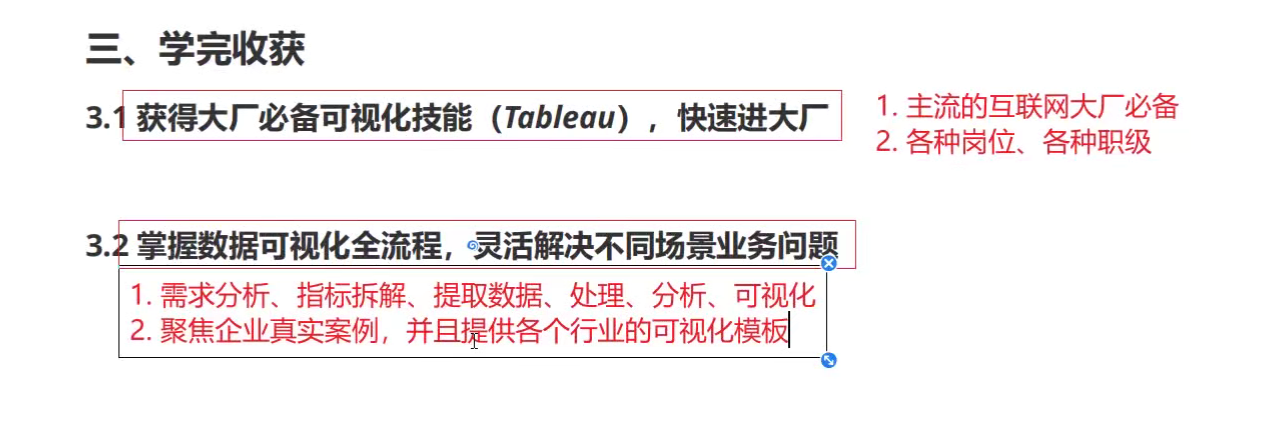 三、学完收获
3.1 获得大厂必备可视化技能（Tableau），快速进大厂
1. 主流的互联网大厂必备
2. 各种岗位、各种职级
3.2 掌握数据可视化全流程，灵活解决不同场景业务问题
1. 需求分析、指标拆解、提取数据、处理、分析、可视化
2. 聚焦企业真实案例，并且提供各个行业的可视化模板